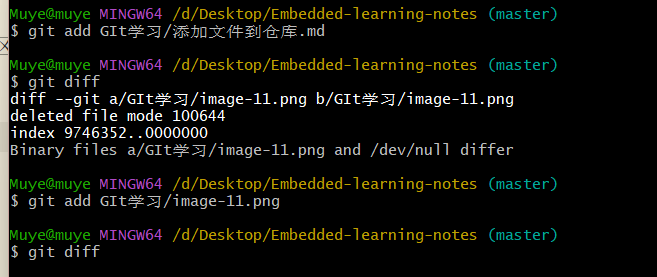 Muye@muye MINGW64 /d/Desktop/Embedded-learning-notes (master)
$ git add GIt学习/添加文件到仓库.md
Muye@muye MINGW64 /d/Desktop/Embedded-learning-notes (master)
$ git diff
diff --git a/GIt学习/image-11.png b/GIt学习/image-11.png
deleted file mode 100644
index 9746352..0000000
Binary files a/GIt学习/image-11.png and /dev/null differ
Muye@muye MINGW64 /d/Desktop/Embedded-learning-notes (master)
$ git add GIt学习/image-11.png
Muye@muye MINGW64 /d/Desktop/Embedded-learning-notes (master)
$ git diff